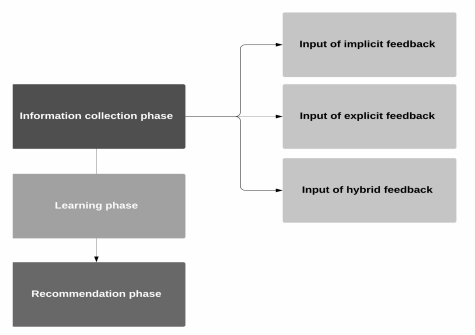 Input of implicit feedback
Information collection phase
Input of explicit feedback
Input of hybrid feedback
Learning phase
Recommendation phase